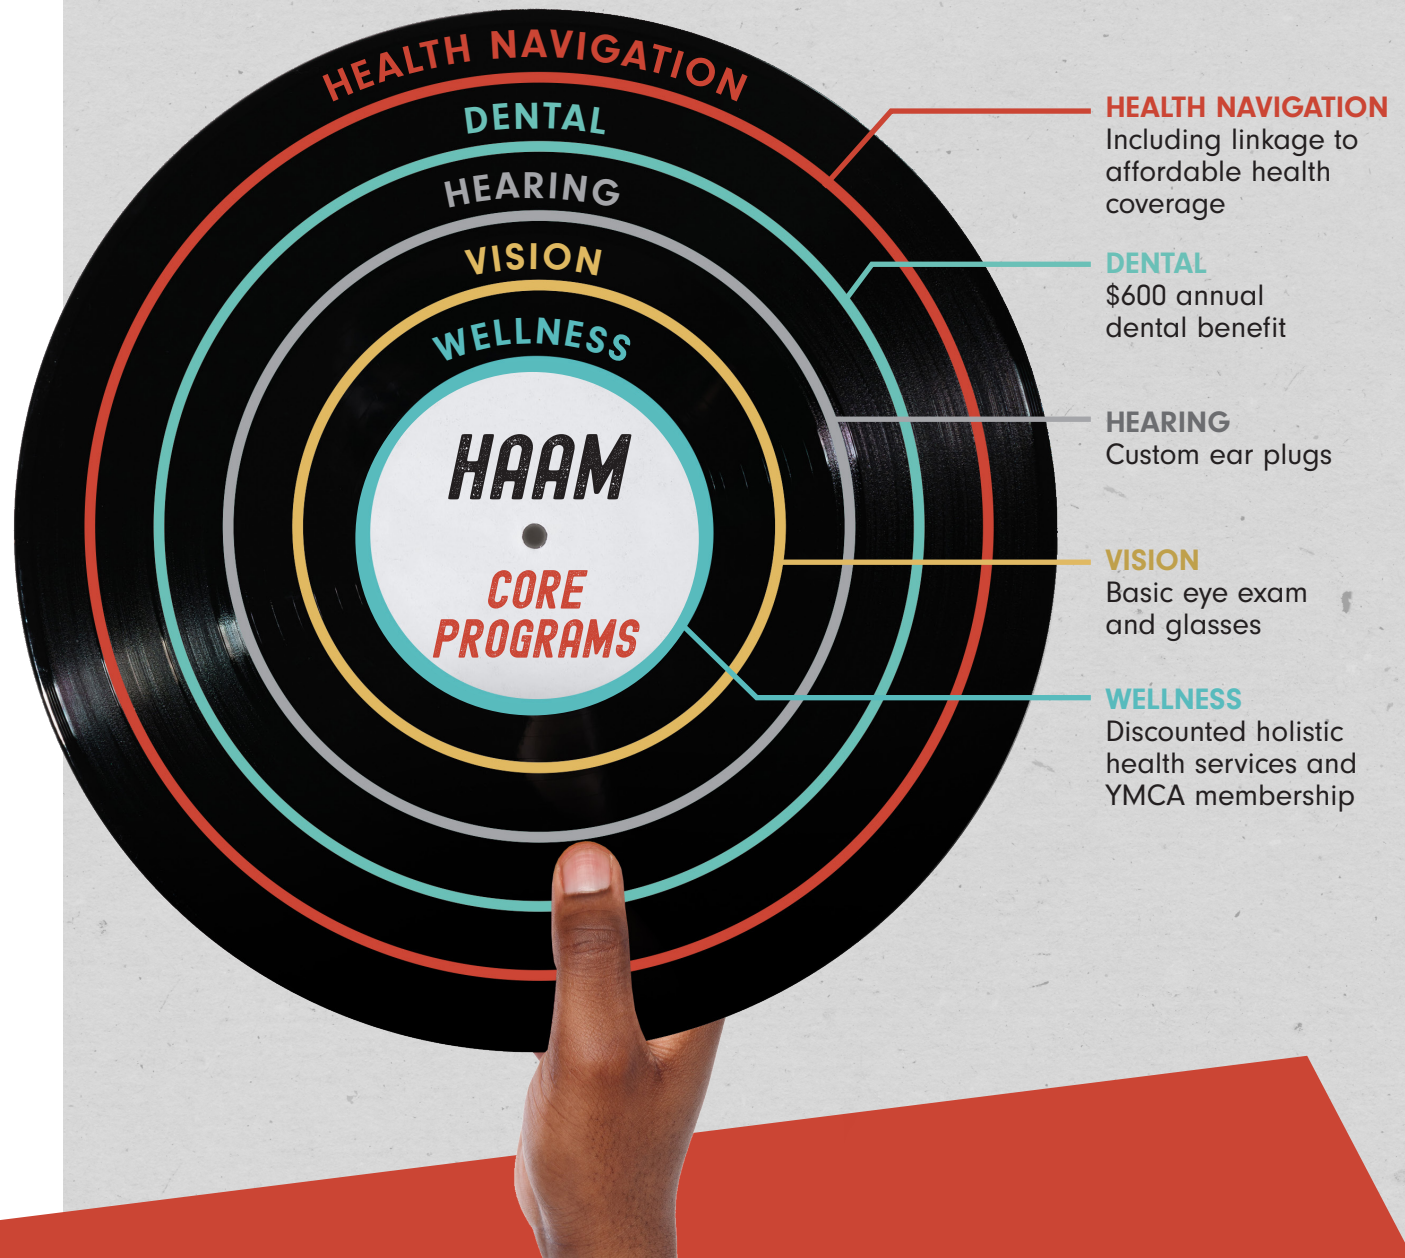 HEALTH NAVIGATION
DENTAL
HEARING
VISION
WELLNESS
HAAM
CORE
PROGRAMS
HEALTH NAVIGATION
Including linkage to
affordable health
coverage
DENTAL
$600 annual
dental benefit
HEARING
Custom ear plugs
VISION
Basic eye exam
and glasses
WELLNESS
Discounted holistic
health services and
YMCA membership